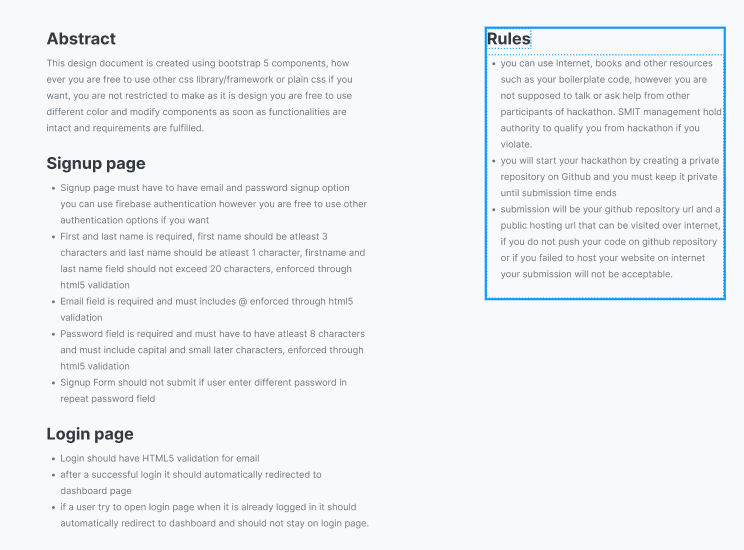 Abstract
This design document is created using bootstrap 5 components, how
ever you are free to use other css library/framework or plain css if you
want, you are not restricted to make as it is design you are free to use
different color and modify components as soon as functionalities are
intact and requirements are fulfilled.
Signup page
• Signup page must have to have email and password signup option
you can use firebase authentication however you are free to use other
authentication options if you want
• First and last name is required, first name should be atleast 3
characters and last name should be atleast 1 character, firstname and
last name field should not exceed 20 characters, enforced through
html5 validation
• Email field is required and must includes @ enforced through html5
validation
• Password field is required and must have to have atleast 8 characters
and must include capital and small later characters, enforced through
html5 validation
• Signup Form should not submit if user enter different password in
repeat password field
Login page
• Login should have HTML5 validation for email
• after a successful login it should automatically redirected to
dashboard page
• if a user try to open login page when it is already logged in it should
automatically redirect to dashboard and should not stay on login page.
Rules
• you can use Internet, books and other resources
such as your boilerplate code, however you are
not supposed to talk or ask help from other
participants of hackathon. SMIT management hold
authority to qualify you from hackathon if you
violate.
• you will start your hackathon by creating a private
repository on Github and you must keep it private
until submission time ends
• submission will be your github repository url and a
public hosting url that can be visited over internet,
if you do not push your code on github repository
or if you failed to host your website on internet
your submission will not be acceptable.